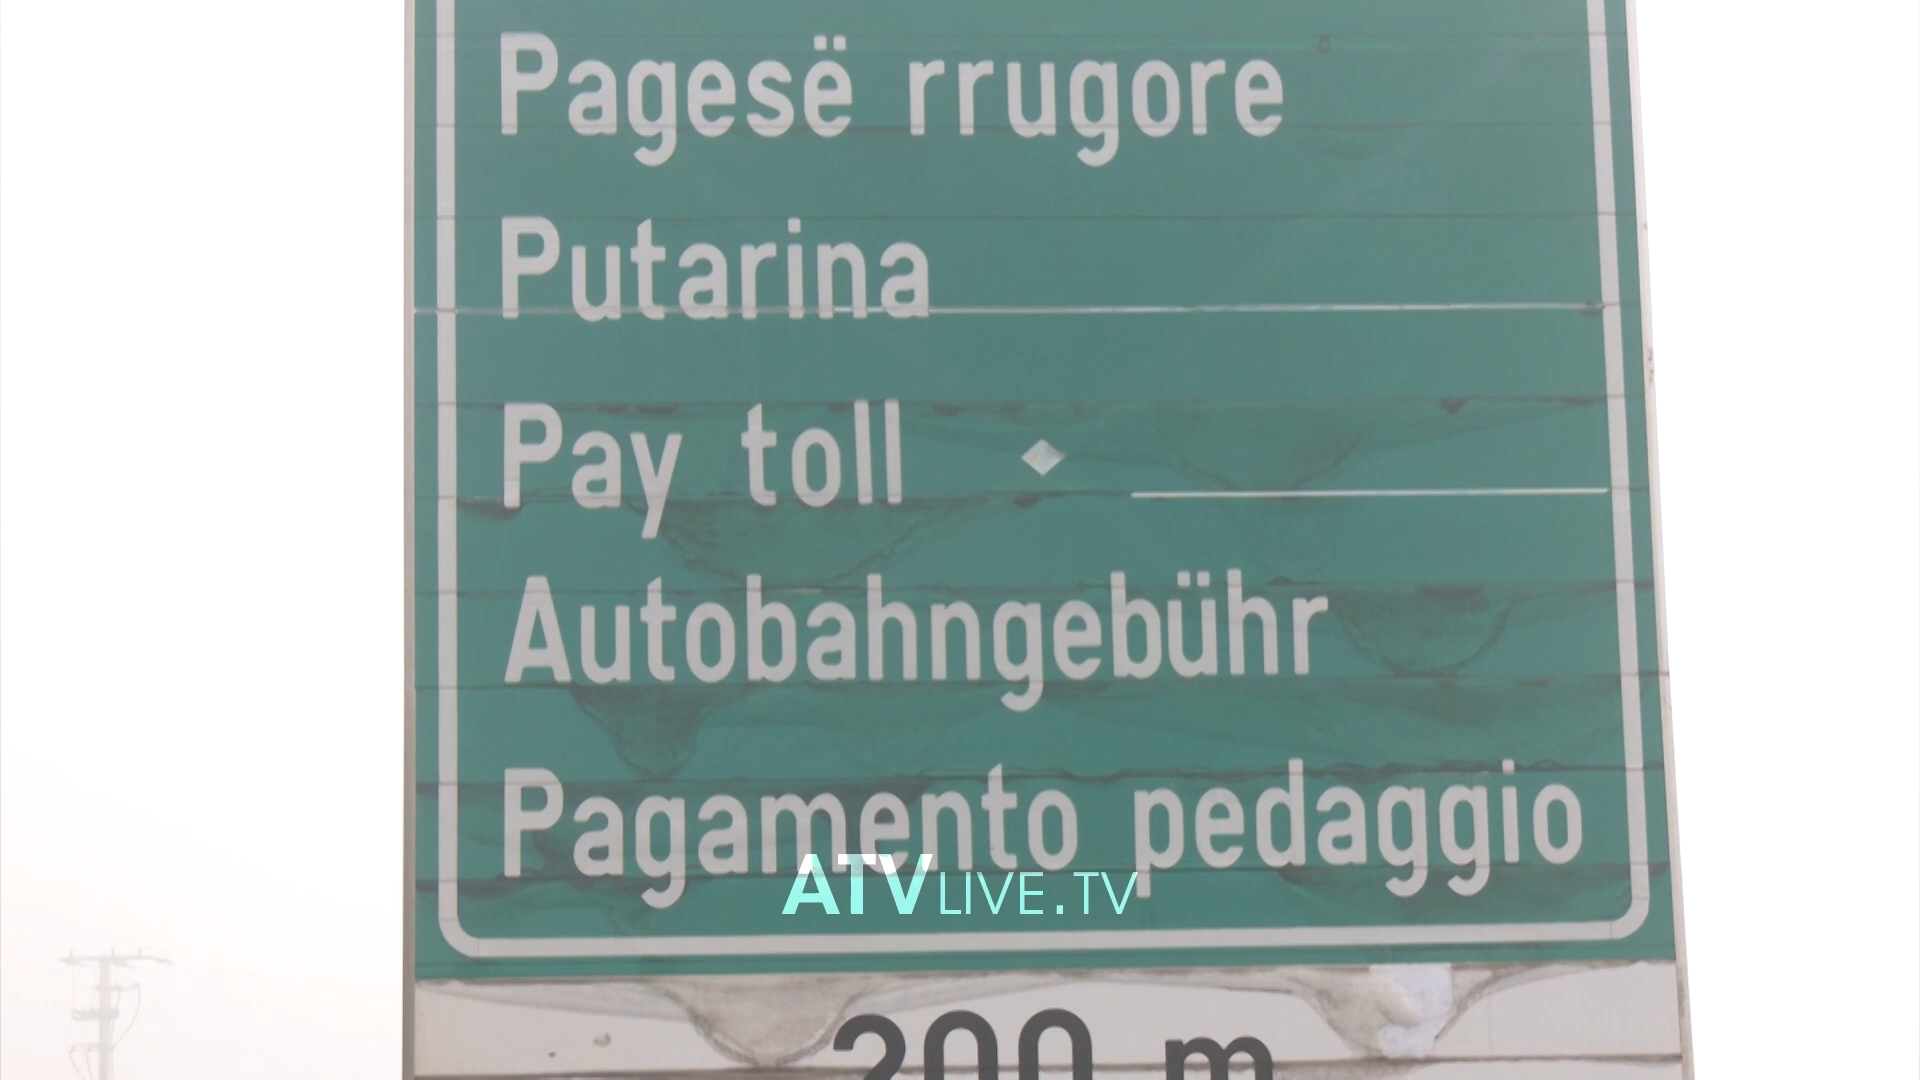 Pagesë rrugore
Putarina
Pay toll
Autobahngebühr
Pagamento pedaggio
ATVLIVE.TV
200 m